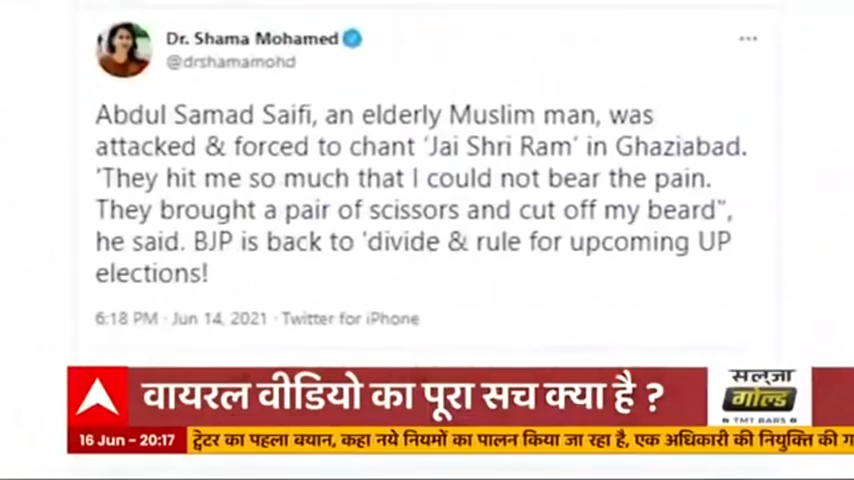 Dr. Shama Mohamed
@drshamamohd
Abdul Samad Saifi, an elderly Muslim man, was
attacked & forced to chant ‘Jai Shri Ram’ in Ghaziabad.
‘They hit me so much that I could not bear the pain.
They brought a pair of scissors and cut off my beard”,
he said. BJP is back to ‘divide & rule for upcoming UP
elections!
6:18 PM · Jun 14, 2021 · Twitter for iPhone
वायरल वीडियो का पूरा सच क्या है ?
गोल्ड
TMT BARS
16 Jun - 20:17
ट्वेटर का पहला बयान, कहा नये नियमों का पालन किया जा रहा है, एक अधिकारी की नियुक्ति की